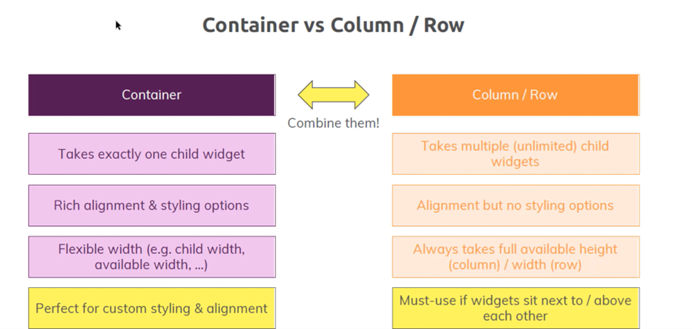 Container vs Column / Row
Container
Column / Row
Combine them!
Takes exactly one child widget
Takes multiple (unlimited) child
widgets
Rich alignment & styling options
Alignment but no styling options
Flexible width (e.g. child width,
available width, ...)
Always takes full available height
(column) / width (row)
Perfect for custom styling & alignment
Must-use if widgets sit next to / above
each other